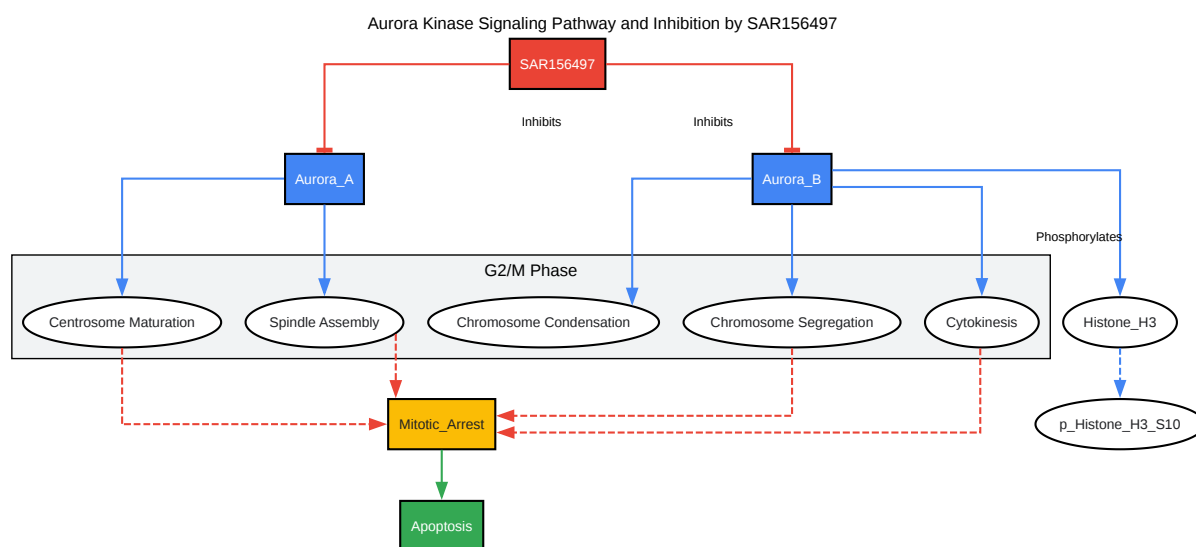 Aurora Kinase Signaling Pathway and Inhibition by SAR156497
SAR156497
Inhibits
Inhibits
Aurora_A
Aurora_B
Phosphorylates
G2/M Phase
Centrosome Maturation
Spindle Assembly
Chromosome Condensation
Chromosome Segregation
Cytokinesis
Histone_H3
Mitotic_Arrest
p_Histone_H3_S10
Apoptosis